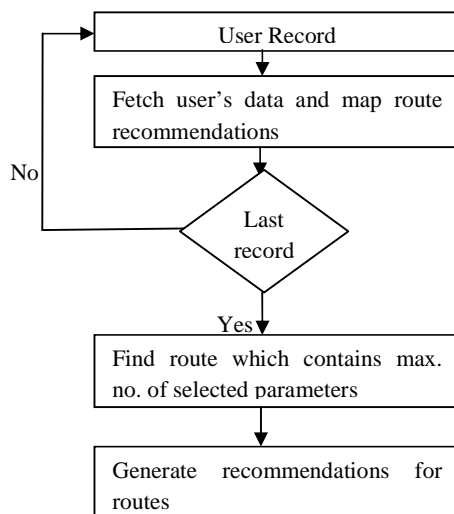 User Record
Fetch user's data and map route
recommendations
No
Last
record
Yes
Find route which contains max.
no. of selected parameters
Generate recommendations for
routes